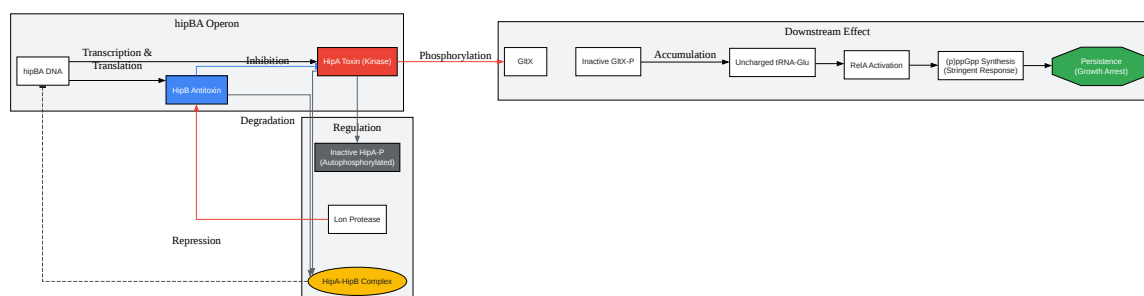 hipBA Operon
Transcription &
Translation
hipBA DNA
Inhibition
HipA Toxin (Kinase)
HipB Antitoxin
Phosphorylation
Downstream Effect
GltX
Inactive GltX-P
Accumulation
Uncharged tRNA-Glu
RelA Activation
(p)ppGpp Synthesis
(Stringent Response)
Persistence
(Growth Arrest)
Degradation
Regulation
Inactive HipA-P
(Autophosphorylated)
Lon Protease
Repression
HipA-HipB Complex